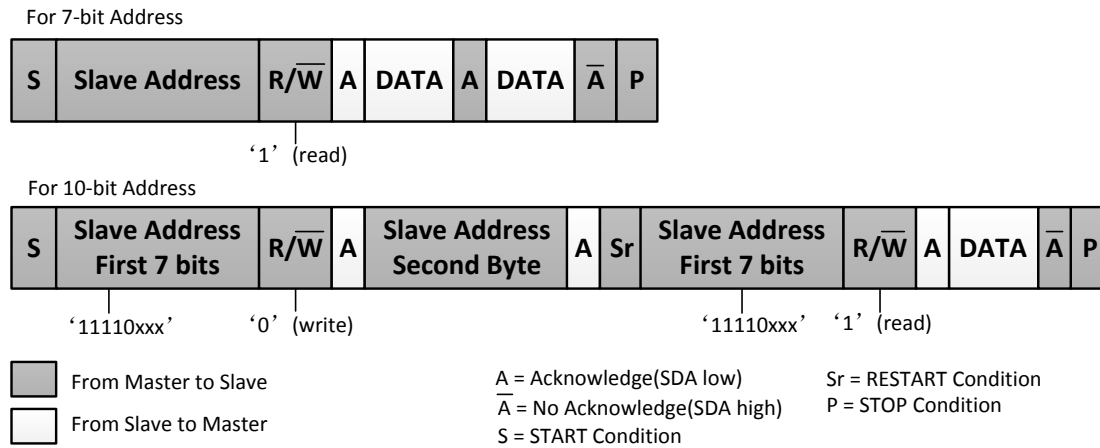 For 7-bit Address
S Slave Address R/W̅ A DATA A DATA A̅ P
‘1’ (read)
For 10-bit Address
S Slave Address First 7 bits R/W̅ A Slave Address Second Byte A Sr Slave Address First 7 bits R/W̅ A DATA A̅ P
‘11110xxx’ ‘0’ (write) ‘11110xxx’ ‘1’ (read)
From Master to Slave
From Slave to Master
A = Acknowledge(SDA low)
A̅ = No Acknowledge(SDA high)
S = START Condition
Sr = RESTART Condition
P = STOP Condition